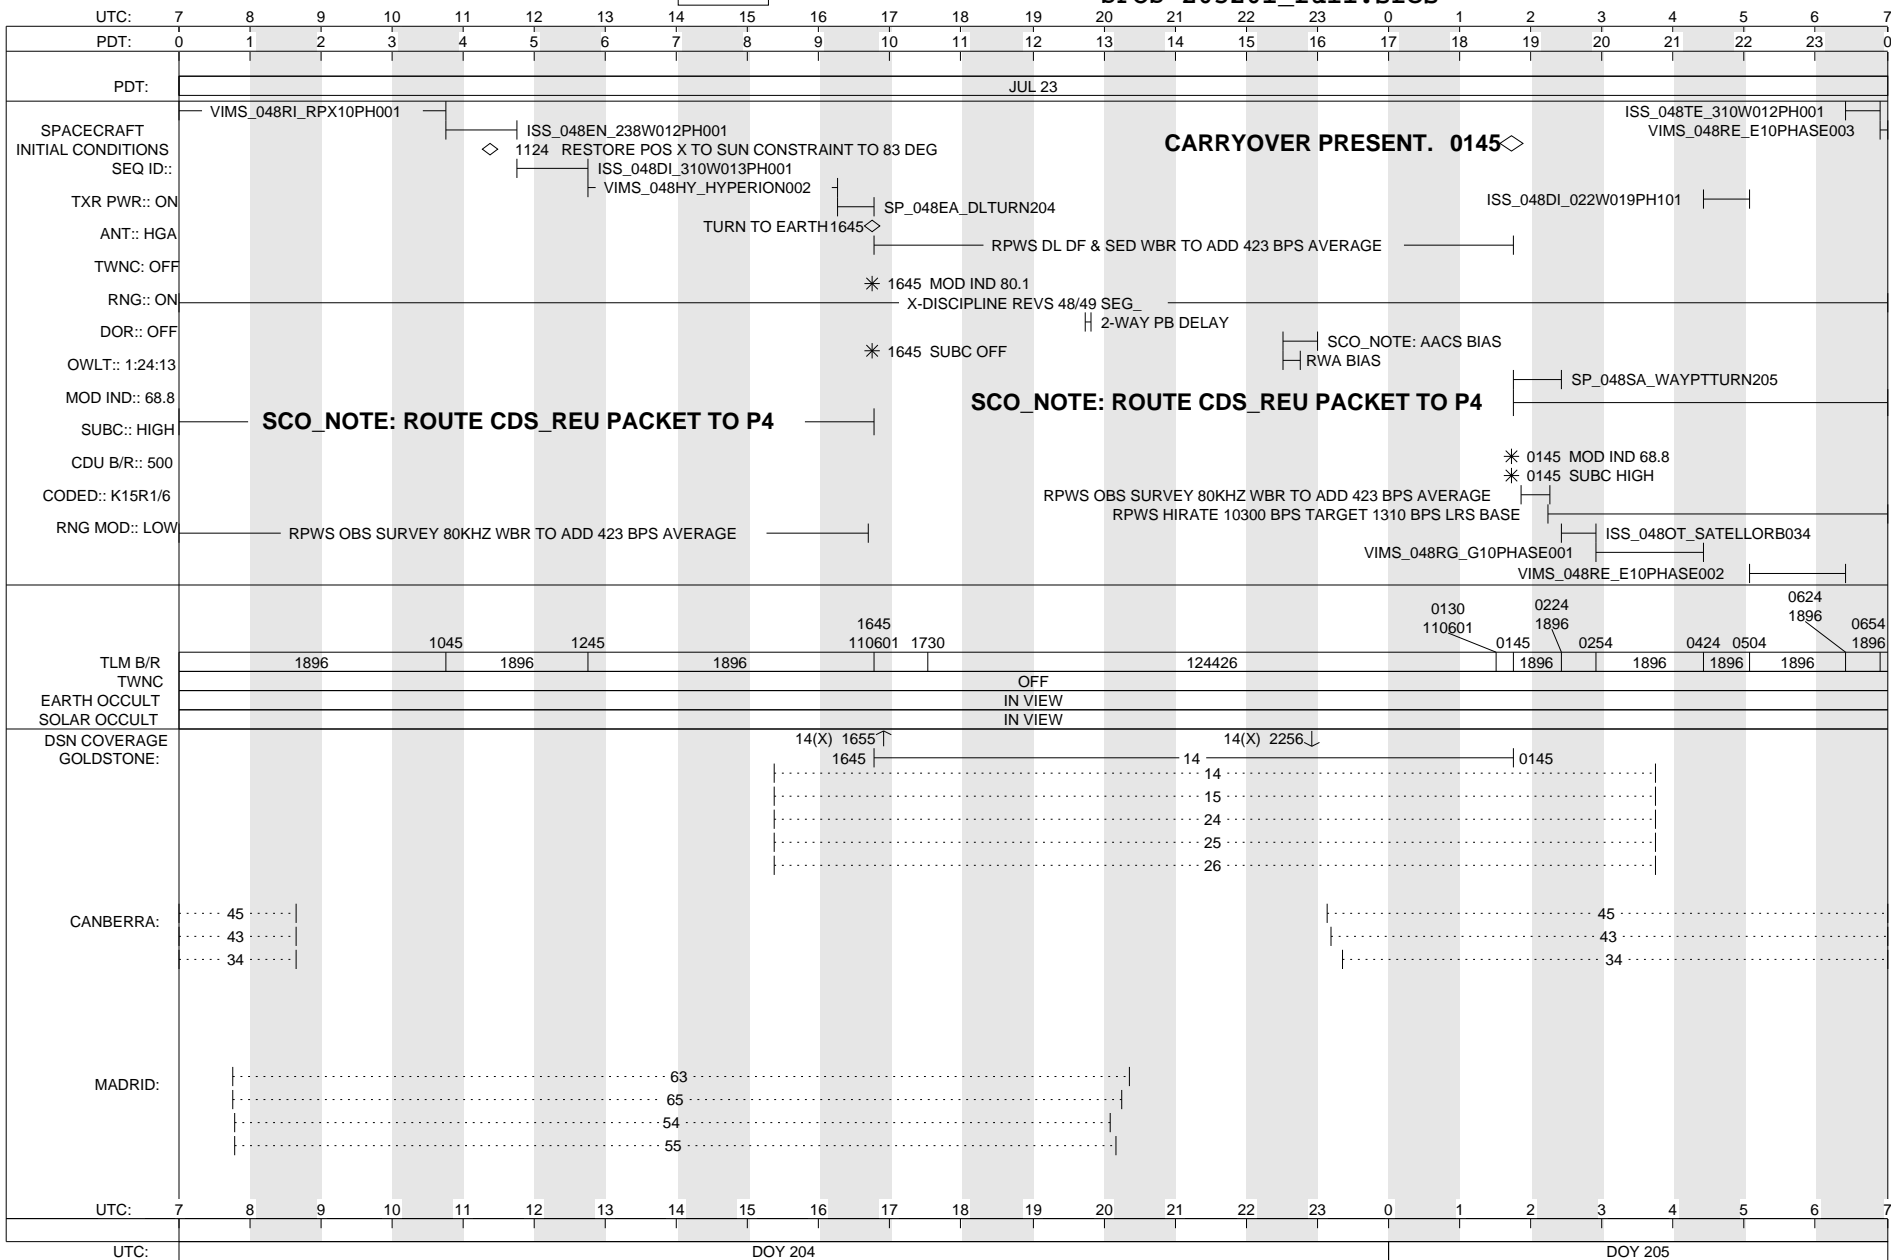 UTC: 7 8 9 10 11 12 13 14 15 16 17 18 19 20 21 22 23 0 1 2 3 4 5 6 7
PDT: 0 1 2 3 4 5 6 7 8 9 10 11 12 13 14 15 16 17 18 19 20 21 22 23 0
PDT: JUL 23
VIMS_048RI_RPX10PH001 ISS_048TE_310W012PH001
SPACECRAFT ISS_048EN_238W012PH001 VIMS_048RE_E10PHASE003
INITIAL CONDITIONS 1124 RESTORE POS X TO SUN CONSTRAINT TO 83 DEG CARRYOVER PRESENT. 0145
SEQ ID:: ISS_048DI_310W013PH001
VIMS_048HY_HYPERION002
TXR PWR:: ON SP_048EA_DLTURN204 ISS_048DI_022W019PH101
TURN TO EARTH1645
ANT:: HGA RPWS DL DF & SED WBR TO ADD 423 BPS AVERAGE
TWNC: OFF
1645 MOD IND 80.1
RNG:: ON X-DISCIPLINE REVS 48/49 SEG_
2-WAY PB DELAY
DOR:: OFF SCO_NOTE: AACS BIAS
1645 SUBC OFF
OWLT:: 1:24:13 RWA BIAS
SP_048SA_WAYPTTURN205
MOD IND:: 68.8 SCO_NOTE: ROUTE CDS_REU PACKET TO P4
SCO_NOTE: ROUTE CDS_REU PACKET TO P4
SUBC:: HIGH
CDU B/R:: 500 0145 MOD IND 68.8
0145 SUBC HIGH
CODED:: K15R1/6 RPWS OBS SURVEY 80KHZ WBR TO ADD 423 BPS AVERAGE
RPWS HIRATE 10300 BPS TARGET 1310 BPS LRS BASE
RNG MOD:: LOW RPWS OBS SURVEY 80KHZ WBR TO ADD 423 BPS AVERAGE ISS_048OT_SATELLORB034
VIMS_048RG_G10PHASE001
VIMS_048RE_E10PHASE002
0130 0224 0624
1645 110601 1896 1896 0654
1045 1245 110601 1730 0145 0254 0424 0504 1896
TLM B/R 1896 1896 1896 124426 1896 1896 1896 1896
TWNC OFF
EARTH OCCULT IN VIEW
SOLAR OCCULT IN VIEW
DSN COVERAGE 14(X) 1655 14(X) 2256
GOLDSTONE: 1645 14 0145
14
15
24
25
26
CANBERRA: 45 45
43 43
34 34
MADRID: 63
65
54
55
UTC: 7 8 9 10 11 12 13 14 15 16 17 18 19 20 21 22 23 0 1 2 3 4 5 6 7
UTC: DOY 204 DOY 205